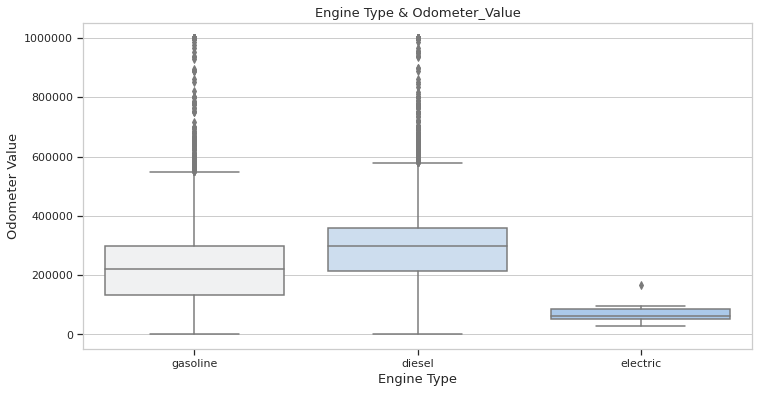 Engine Type & Odometer_Value
1000000
800000
600000
400000
200000
0
Odometer Value
gasoline
diesel
electric
Engine Type